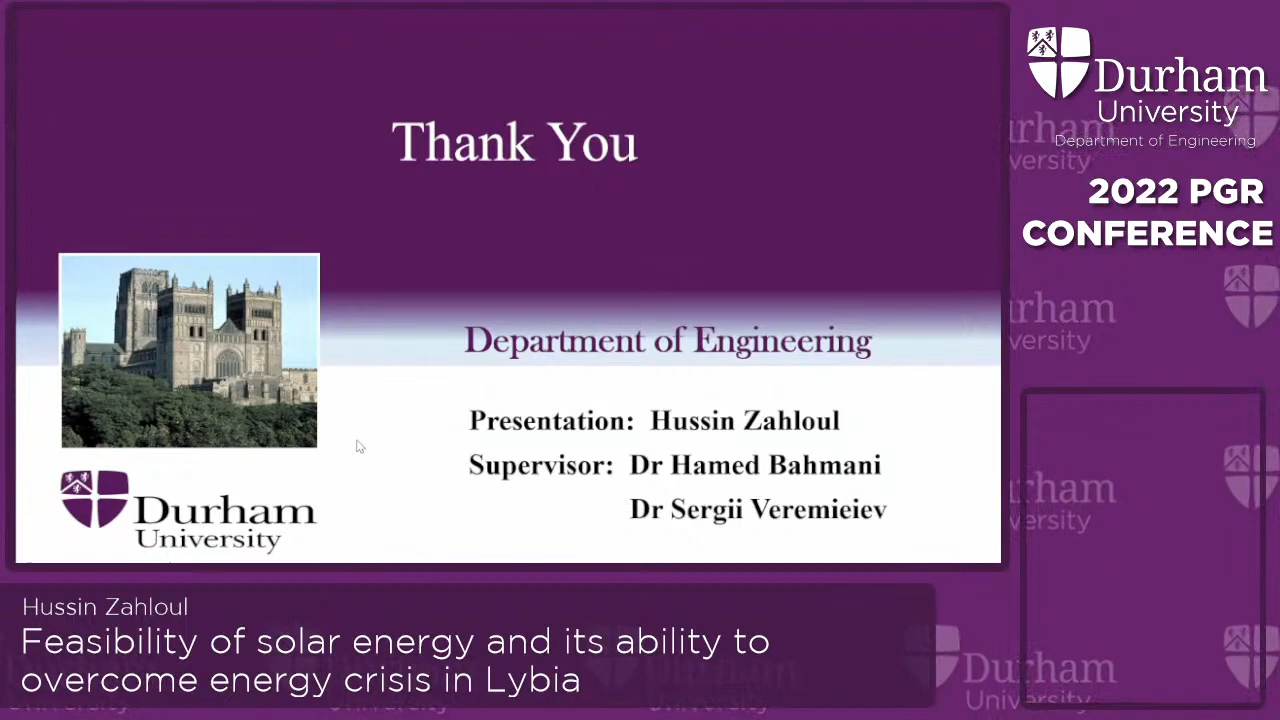 Thank You
Department of Engineering
Presentation: Hussin Zahloul
Supervisor: Dr Hamed Bahmani
Dr Sergii Veremieiev
Durham
University
Durham
University
Department of Engineering
2022 PGR
CONFERENCE
Hussin Zahloul
Feasibility of solar energy and its ability to
overcome energy crisis in Lybia
Durham
University